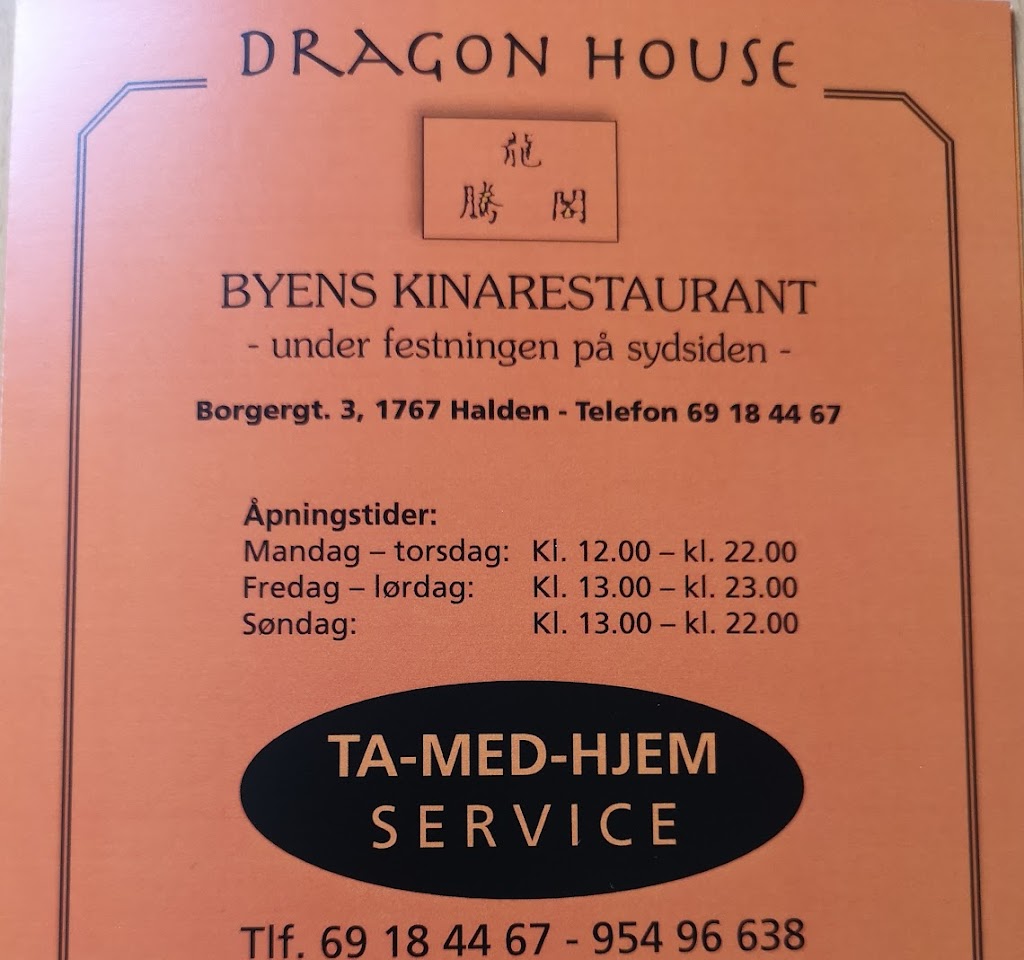 DRAGON HOUSE
龍
勝 閣
BYENS KINARESTAURANT
- under festningen på sydsiden -
Borgergt. 3, 1767 Halden - Telefon 69 18 44 67
Åpningstider:
Mandag – torsdag: Kl. 12.00 – kl. 22.00
Fredag – lørdag: Kl. 13.00 – kl. 23.00
Søndag: Kl. 13.00 – kl. 22.00
TA-MED-HJEM
SERVICE
Tlf. 69 18 44 67 - 954 96 638